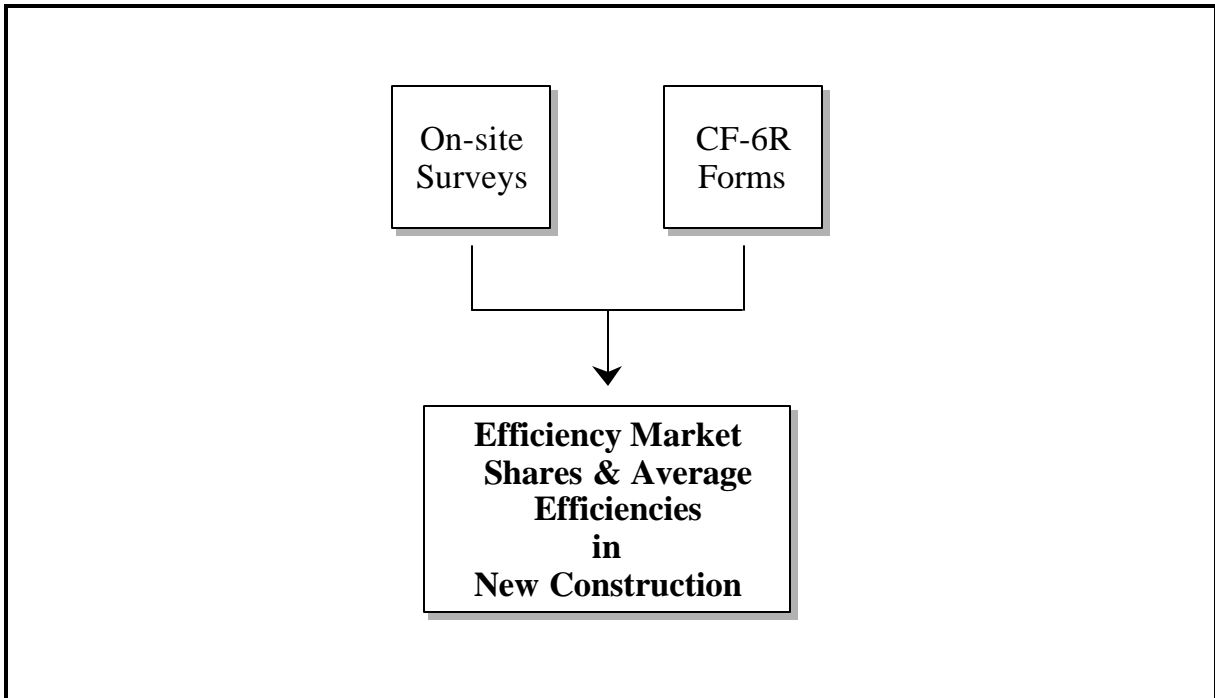 On-site
Surveys
CF-6R
Forms
Efficiency Market
Shares & Average
Efficiencies
in
New Construction